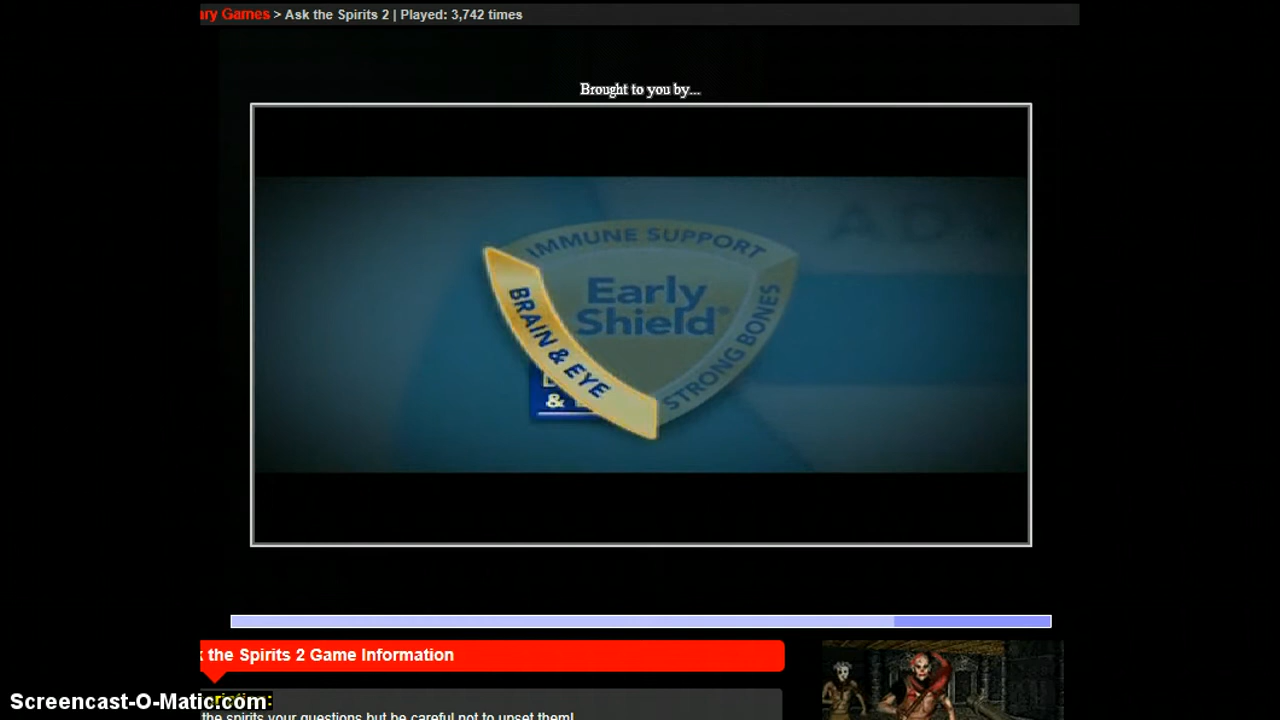 ary Games > Ask the Spirits 2 | Played: 3,742 times
Brought to you by...
IMMUNE SUPPORT
Early
Shield®
BRAIN & EYE
STRONG BONES
&
k the Spirits 2 Game Information
Screencast-O-Matic.com
the spirits your questions but be careful not to upset them!